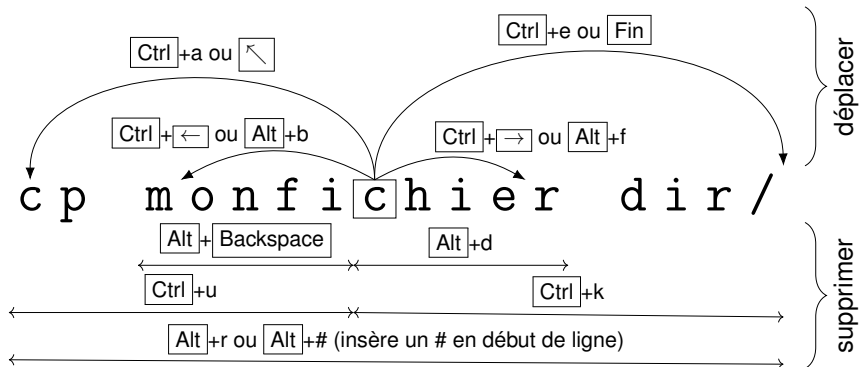 Ctrl+e ou Fin
Ctrl+a ou ↖
Ctrl+← ou Alt+b
Ctrl+→ ou Alt+f
déplacer
cp monfichier dir/
Alt+Backspace
Alt+d
Ctrl+u
Ctrl+k
Alt+r ou Alt+# (insère un # en début de ligne)
supprimer